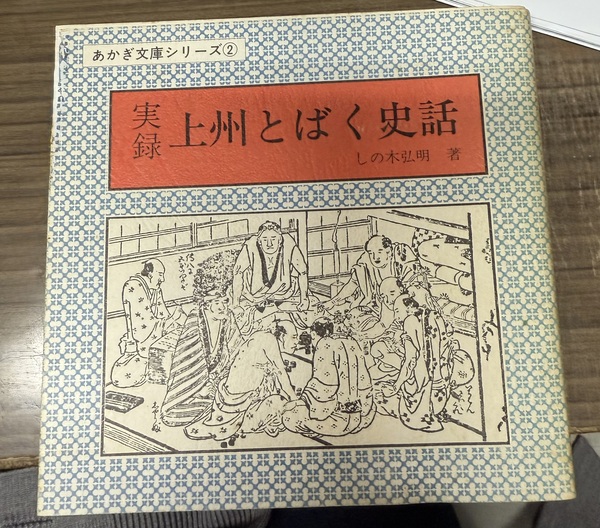 あかぎ文庫シリーズ②
実録 上州とばく史話
しの木弘明 著